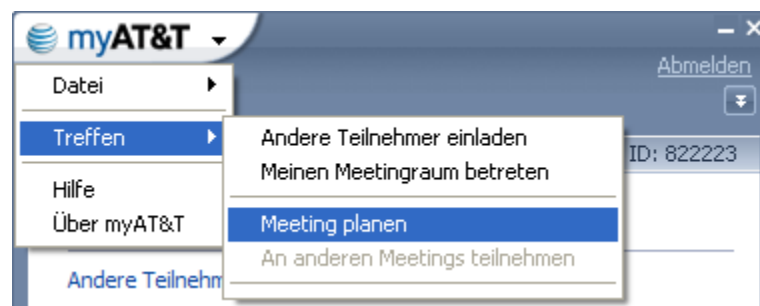 myAT&T
Abmelden
Datei
Treffen
Andere Teilnehmer einladen
ID: 822223
Meinen Meetingraum betreten
Hilfe
Über myAT&T
Meeting planen
An anderen Meetings teilnehmen
Andere